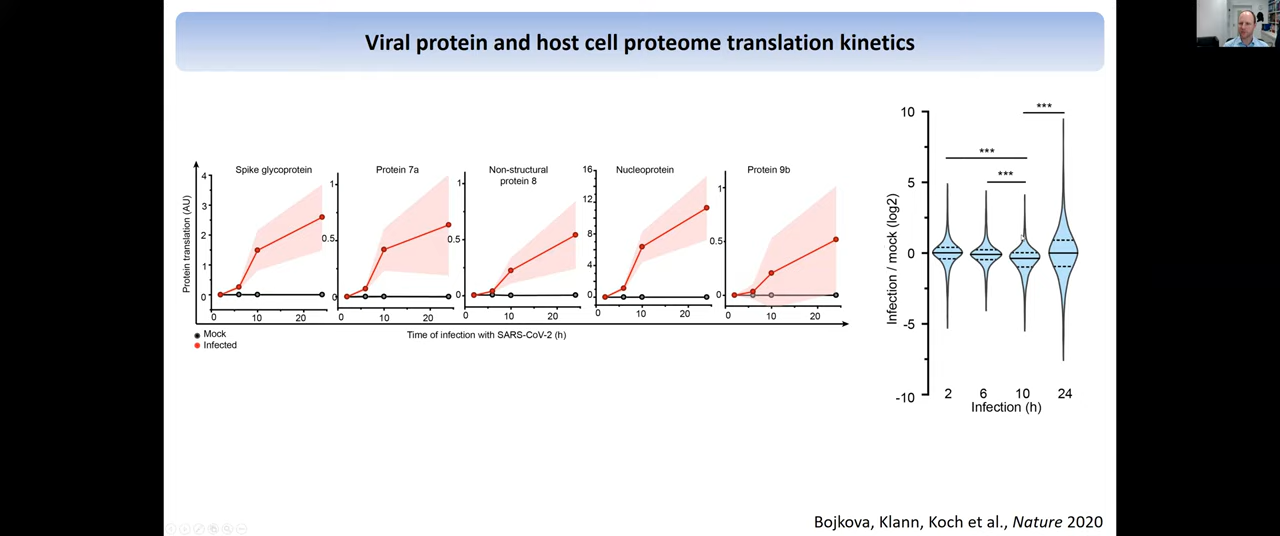 Viral protein and host cell proteome translation kinetics
Spike glycoprotein
Protein 7a
Non-structural
protein 8
Nucleoprotein
Protein 9b
Protein translation (AU)
4
3
2
1
0
0 10 20
1
0.5
0
0 10 20
1
0.5
0
0 10 20
16
12
8
4
0
0 10 20
1
0.5
0
0 10 20
Time of infection with SARS-CoV-2 (h)
Mock
Infected
Infection / mock (log2)
10
5
0
-5
-10
***
***
***
2 6 10 24
Infection (h)
Bojkova, Klann, Koch et al., Nature 2020